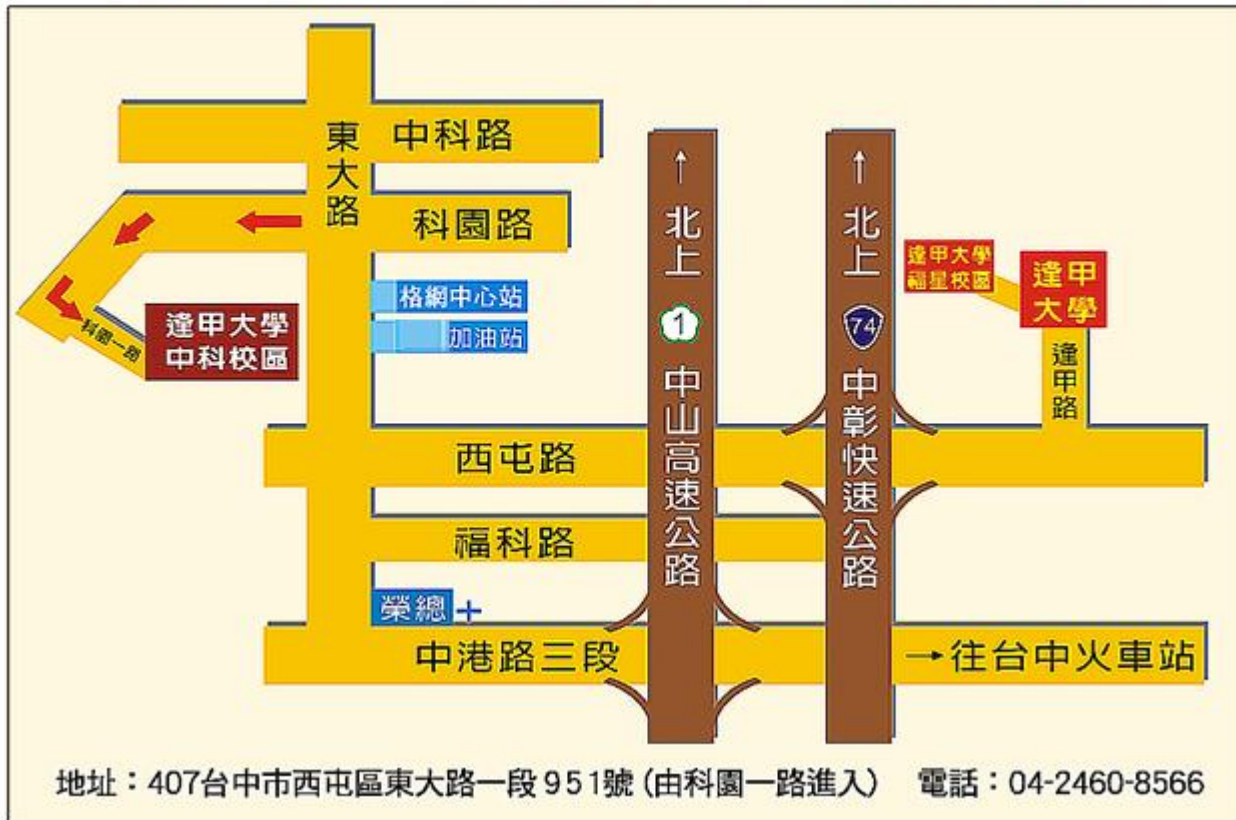 東大路
中科路
科園路
格網中心站
加油站
逢甲大學
中科校區
科園一路
↑北上
1
中山高速公路
↑北上
74
中彰快速公路
逢甲大學
福星校區
逢甲
大學
逢甲路
西屯路
福科路
榮總
中港路三段
→往台中火車站
地址：407台中市西屯區東大路一段951號(由科園一路進入) 電話：04-2460-8566